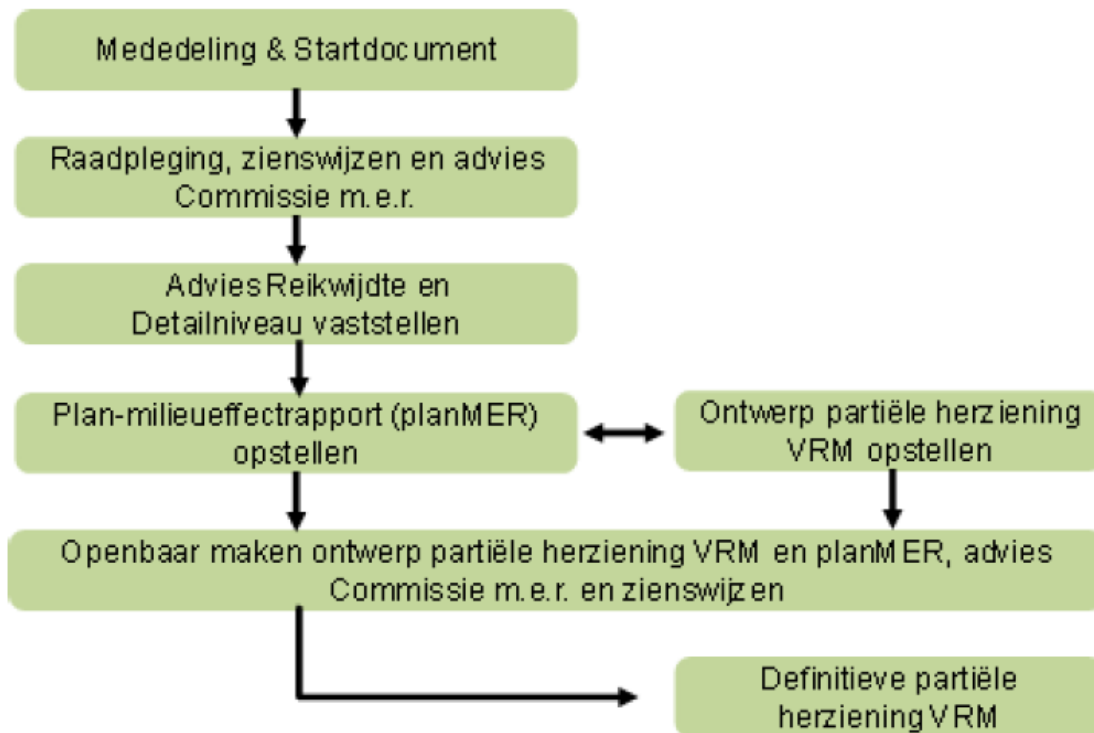 Mededeling & Startdocument
Raadpleging, zienswijzen en advies
Commissie m.e.r.
Advies Reikwijdte en
Detailniveau vaststellen
Plan-milieueffectrapport (planMER)
opstellen
Ontwerp partiële herziening
VRM opstellen
Openbaar maken ontwerp partiële herziening VRM en planMER, advies
Commissie m.e.r. en zienswijzen
Definitieve partiële
herziening VRM